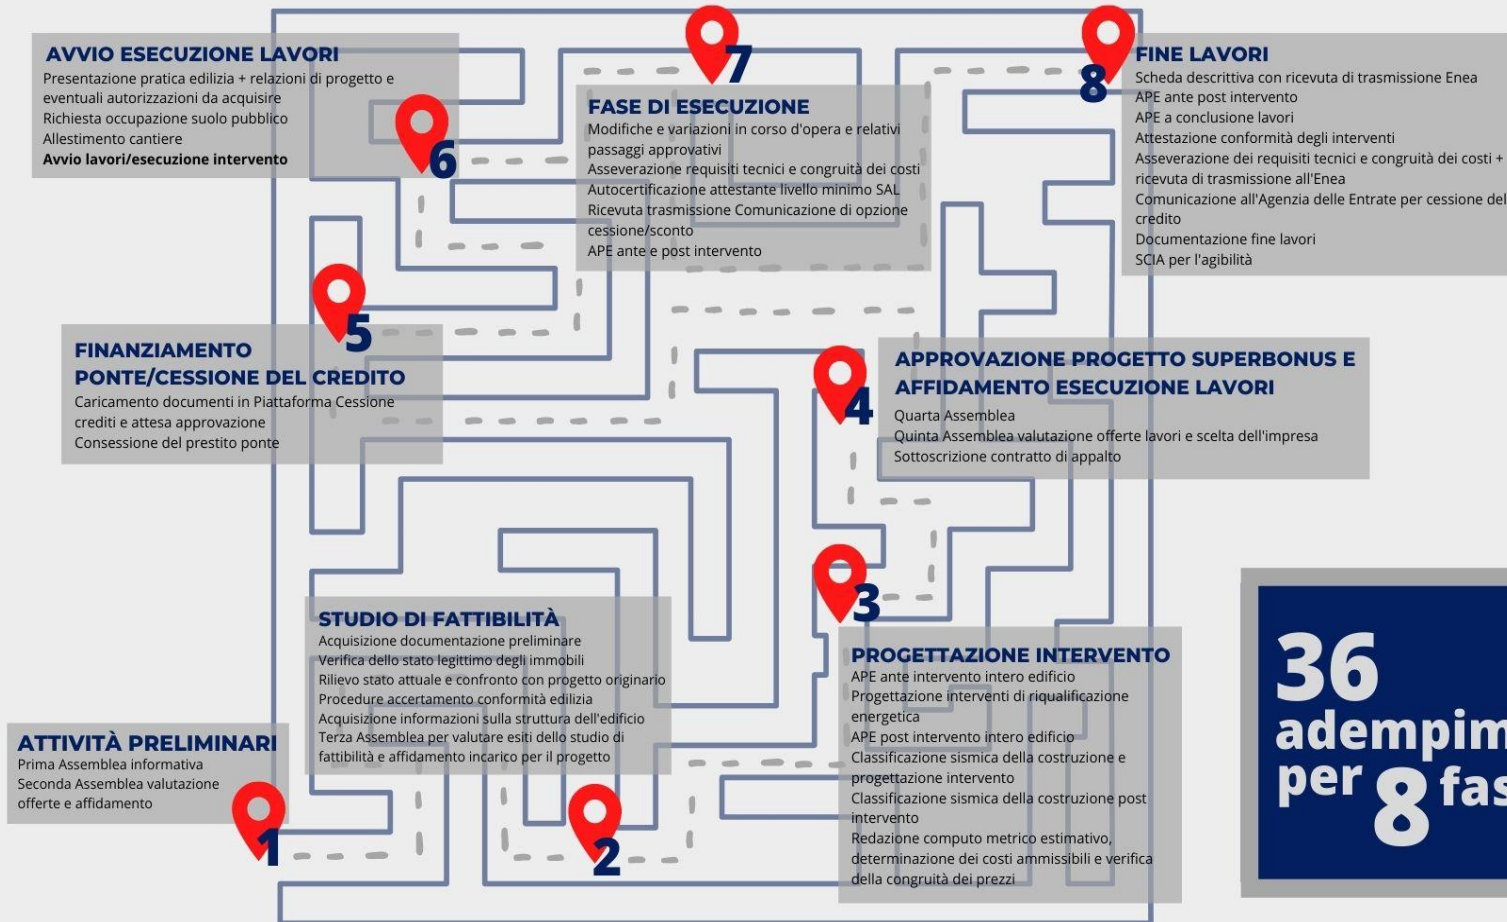 1
ATTIVITÀ PRELIMINARI
Prima Assemblea informativa
Seconda Assemblea valutazione
offerte e affidamento
2
STUDIO DI FATTIBILITÀ
Acquisizione documentazione preliminare
Verifica dello stato legittimo degli immobili
Rilievo stato attuale e confronto con progetto originario
Procedure accertamento conformità edilizia
Acquisizione informazioni sulla struttura dell'edificio
Terza Assemblea per valutare esiti dello studio di
fattibilità e affidamento incarico per il progetto
3
PROGETTAZIONE INTERVENTO
APE ante intervento intero edificio
Progettazione interventi di riqualificazione
energetica
APE post intervento intero edificio
Classificazione sismica della costruzione e
progettazione intervento
Classificazione sismica della costruzione post
intervento
Redazione computo metrico estimativo,
determinazione dei costi ammissibili e verifica
della congruità dei prezzi
4
APPROVAZIONE PROGETTO SUPERBONUS E
AFFIDAMENTO ESECUZIONE LAVORI
Quarta Assemblea
Quinta Assemblea valutazione offerte lavori e scelta dell'impresa
Sottoscrizione contratto di appalto
5
FINANZIAMENTO
PONTE/CESSIONE DEL CREDITO
Caricamento documenti in Piattaforma Cessione
crediti e attesa approvazione
Consessione del prestito ponte
6
AVVIO ESECUZIONE LAVORI
Presentazione pratica edilizia + relazioni di progetto e
eventuali autorizzazioni da acquisire
Richiesta occupazione suolo pubblico
Allestimento cantiere
Avvio lavori/esecuzione intervento
7
FASE DI ESECUZIONE
Modifiche e variazioni in corso d'opera e relativi
passaggi approvativi
Asseverazione requisiti tecnici e congruità dei costi
Autocertificazione attestante livello minimo SAL
Ricevuta trasmissione Comunicazione di opzione
cessione/sconto
APE ante e post intervento
8
FINE LAVORI
Scheda descrittiva con ricevuta di trasmissione Enea
APE ante post intervento
APE a conclusione lavori
Attestazione conformità degli interventi
Asseverazione dei requisiti tecnici e congruità dei costi +
ricevuta di trasmissione all'Enea
Comunicazione all'Agenzia delle Entrate per cessione del
credito
Documentazione fine lavori
SCIA per l'agibilità
36
adempim
per 8 fas